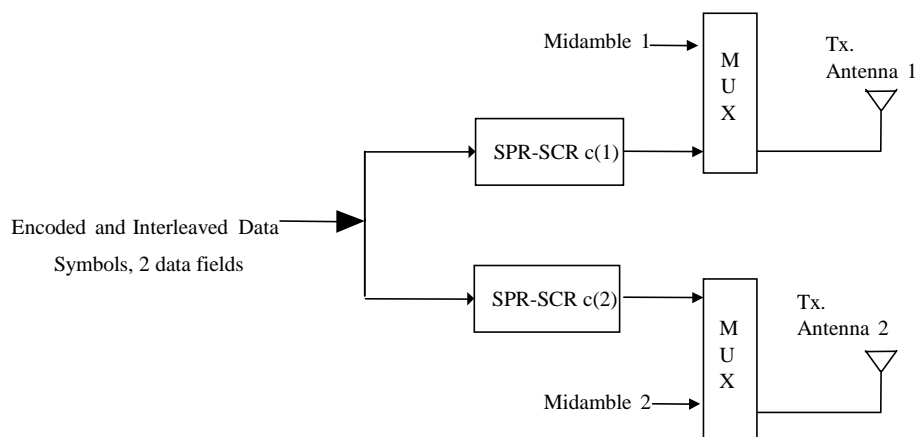 Midamble 1
M
U
X
Tx.
Antenna 1
SPR-SCR c(1)
Encoded and Interleaved Data
Symbols, 2 data fields
SPR-SCR c(2)
M
U
X
Tx.
Antenna 2
Midamble 2